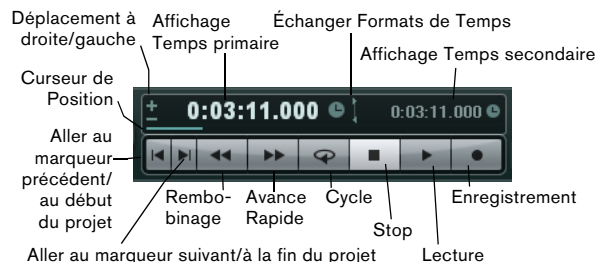 Déplacement à
droite/gauche
Affichage
Temps primaire
Échanger Formats de Temps
Affichage Temps secondaire
Curseur de
Position
0:03:11.000
0:03:11.000
Aller au
marqueur
précédent/
au début
du projet
Rembo-
binage
Avance
Rapide
Cycle
Stop
Enregistrement
Aller au marqueur suivant/à la fin du projet
Lecture